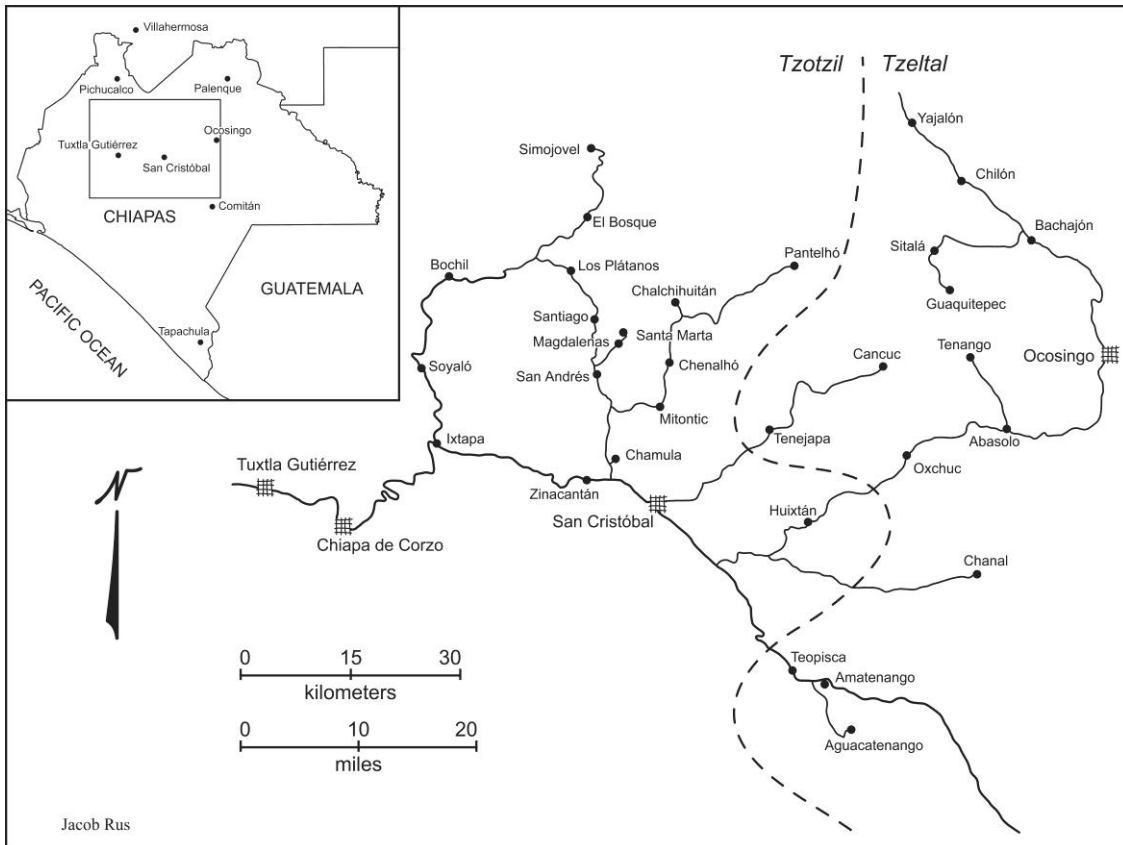 Villahermosa
Pichucalco
Palenque
Ocosingo
Tuxtla Gutiérrez
San Cristóbal
CHIAPAS
Comitán
GUATEMALA
PACIFIC OCEAN
Tapachula
Tzotzil
Tzeltal
Yajalón
Simojovel
Chilón
El Bosque
Bachajón
Sitalá
Pantelhó
Bochil
Los Plátanos
Guaquitepec
Chalchihuitán
Santiago
Santa Marta
Magdalenas
Tenango
Ocosingo
Cancuc
Soyaló
San Andrés
Chenalhó
Mitontic
Tenejapa
Abasolo
Ixtapa
Chamula
Oxchuc
Tuxtla Gutiérrez
Zinacantán
San Cristóbal
Huixtán
Chiapa de Corzo
Chanal
N
0 15 30
kilometers
Teopisca
Amatenango
0 10 20
miles
Aguacatenango
Jacob Rus